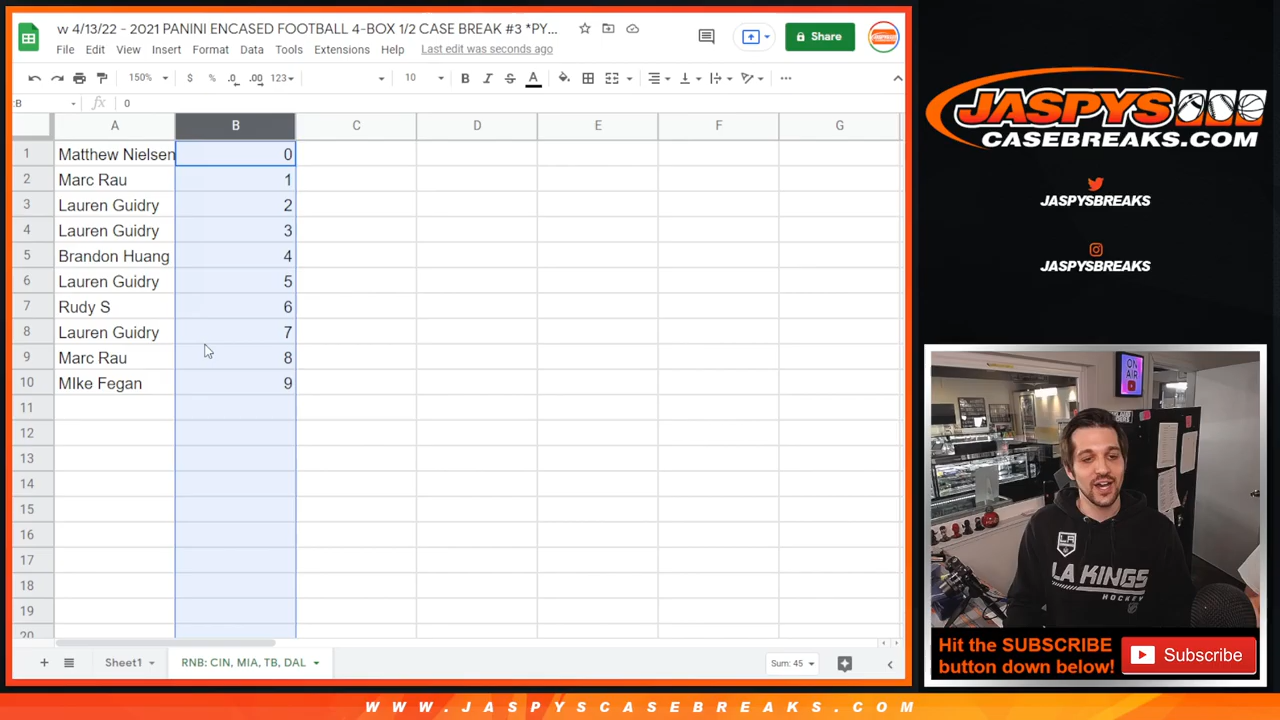 w 4/13/22 - 2021 PANINI ENCASED FOOTBALL 4-BOX 1/2 CASE BREAK #3 *PY...
Share
File Edit View Insert Format Data Tools Extensions Help Last edit was seconds ago
150% $ % .0 .00 123 10 B I S A
:B fx 0
A B C D E F G
1 Matthew Nielsen 0
2 Marc Rau 1
3 Lauren Guidry 2
4 Lauren Guidry 3
5 Brandon Huang 4
6 Lauren Guidry 5
7 Rudy S 6
8 Lauren Guidry 7
9 Marc Rau 8
10 MIke Fegan 9
11
12
13
14
15
16
17
18
19
20
+ Sheet1 RNB: CIN, MIA, TB, DAL Sum: 45
JASPYS
CASEBREAKS.COM
JASPYSBREAKS
JASPYSBREAKS
ON
AIR
LA
LA KINGS
HOCKEY
Hit the SUBSCRIBE
button down below!
Subscribe
WWW.JASPYSCASEBREAKS.COM